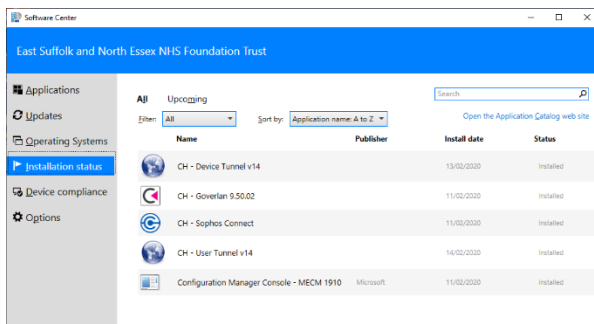 Software Center
East Suffolk and North Essex NHS Foundation Trust
Applications
Updates
Operating Systems
Installation status
Device compliance
Options
All Upcoming
Search
Filter: All Sort by: Application name: A to Z
Open the Application Catalog web site
Name Publisher Install date Status
CH - Device Tunnel v14 13/02/2020 Installed
CH - Goverlan 9.50.02 11/02/2020 Installed
CH - Sophos Connect 11/02/2020 Installed
CH - User Tunnel v14 14/02/2020 Installed
Configuration Manager Console - MECM 1910 Microsoft 11/02/2020 Installed